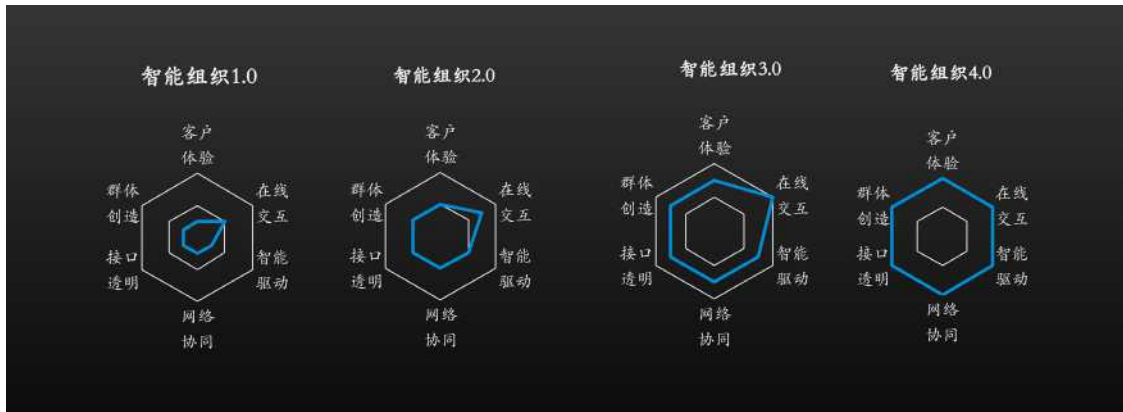 智能组织1.0
客户
体验
群体
创造
在线
交互
接口
透明
智能
驱动
网络
协同
智能组织2.0
客户
体验
群体
创造
在线
交互
接口
透明
智能
驱动
网络
协同
智能组织3.0
客户
体验
群体
创造
在线
交互
接口
透明
智能
驱动
网络
协同
智能组织4.0
客户
体验
群体
创造
在线
交互
接口
透明
智能
驱动
网络
协同